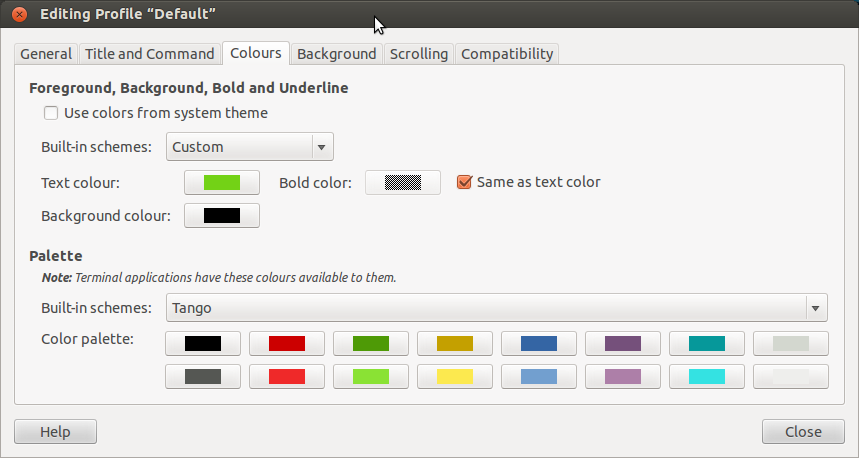 Editing Profile “Default”
General Title and Command Colours Background Scrolling Compatibility
Foreground, Background, Bold and Underline
Use colors from system theme
Built-in schemes: Custom
Text colour: Bold color: Same as text color
Background colour:
Palette
Note: Terminal applications have these colours available to them.
Built-in schemes: Tango
Color palette:
Help Close